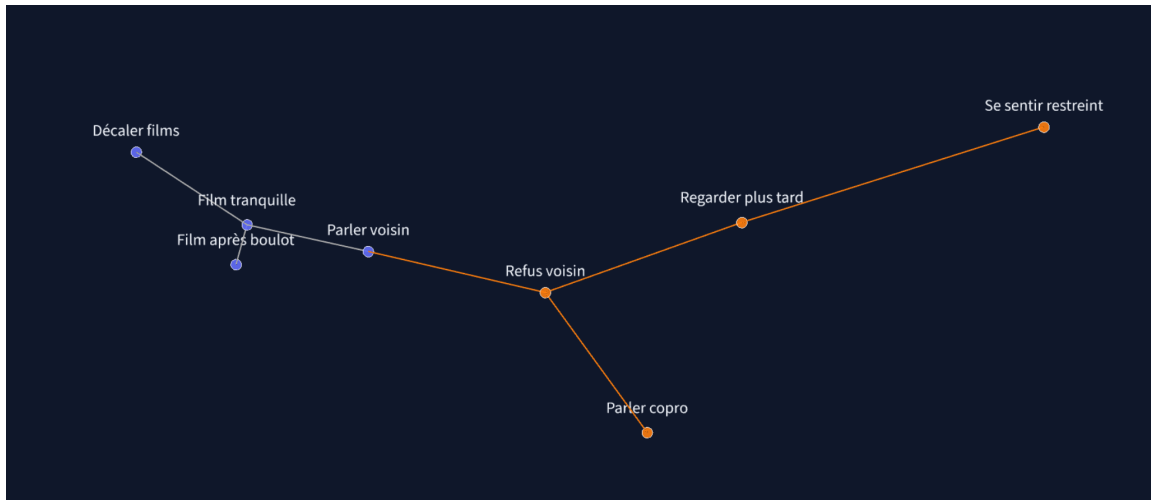 Se sentir restreint
Décaler films
Regarder plus tard
Film tranquille
Parler voisin
Film après boulot
Refus voisin
Parler copro